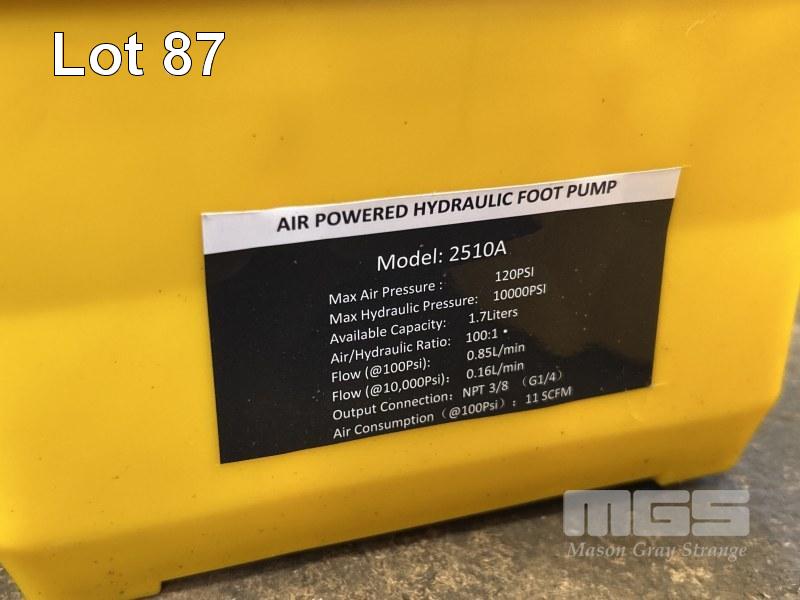 Lot 87
AIR POWERED HYDRAULIC FOOT PUMP
Model: 2510A
Max Air Pressure : 120PSI
Max Hydraulic Pressure: 10000PSI
Available Capacity: 1.7Liters
Air/Hydraulic Ratio: 100:1
Flow (@100Psi): 0.85L/min
Flow (@10,000Psi): 0.16L/min
Output Connection: NPT 3/8 （G1/4）
Air Consumption（@100Psi）: 11 SCFM
MGS
Mason Gray Strange